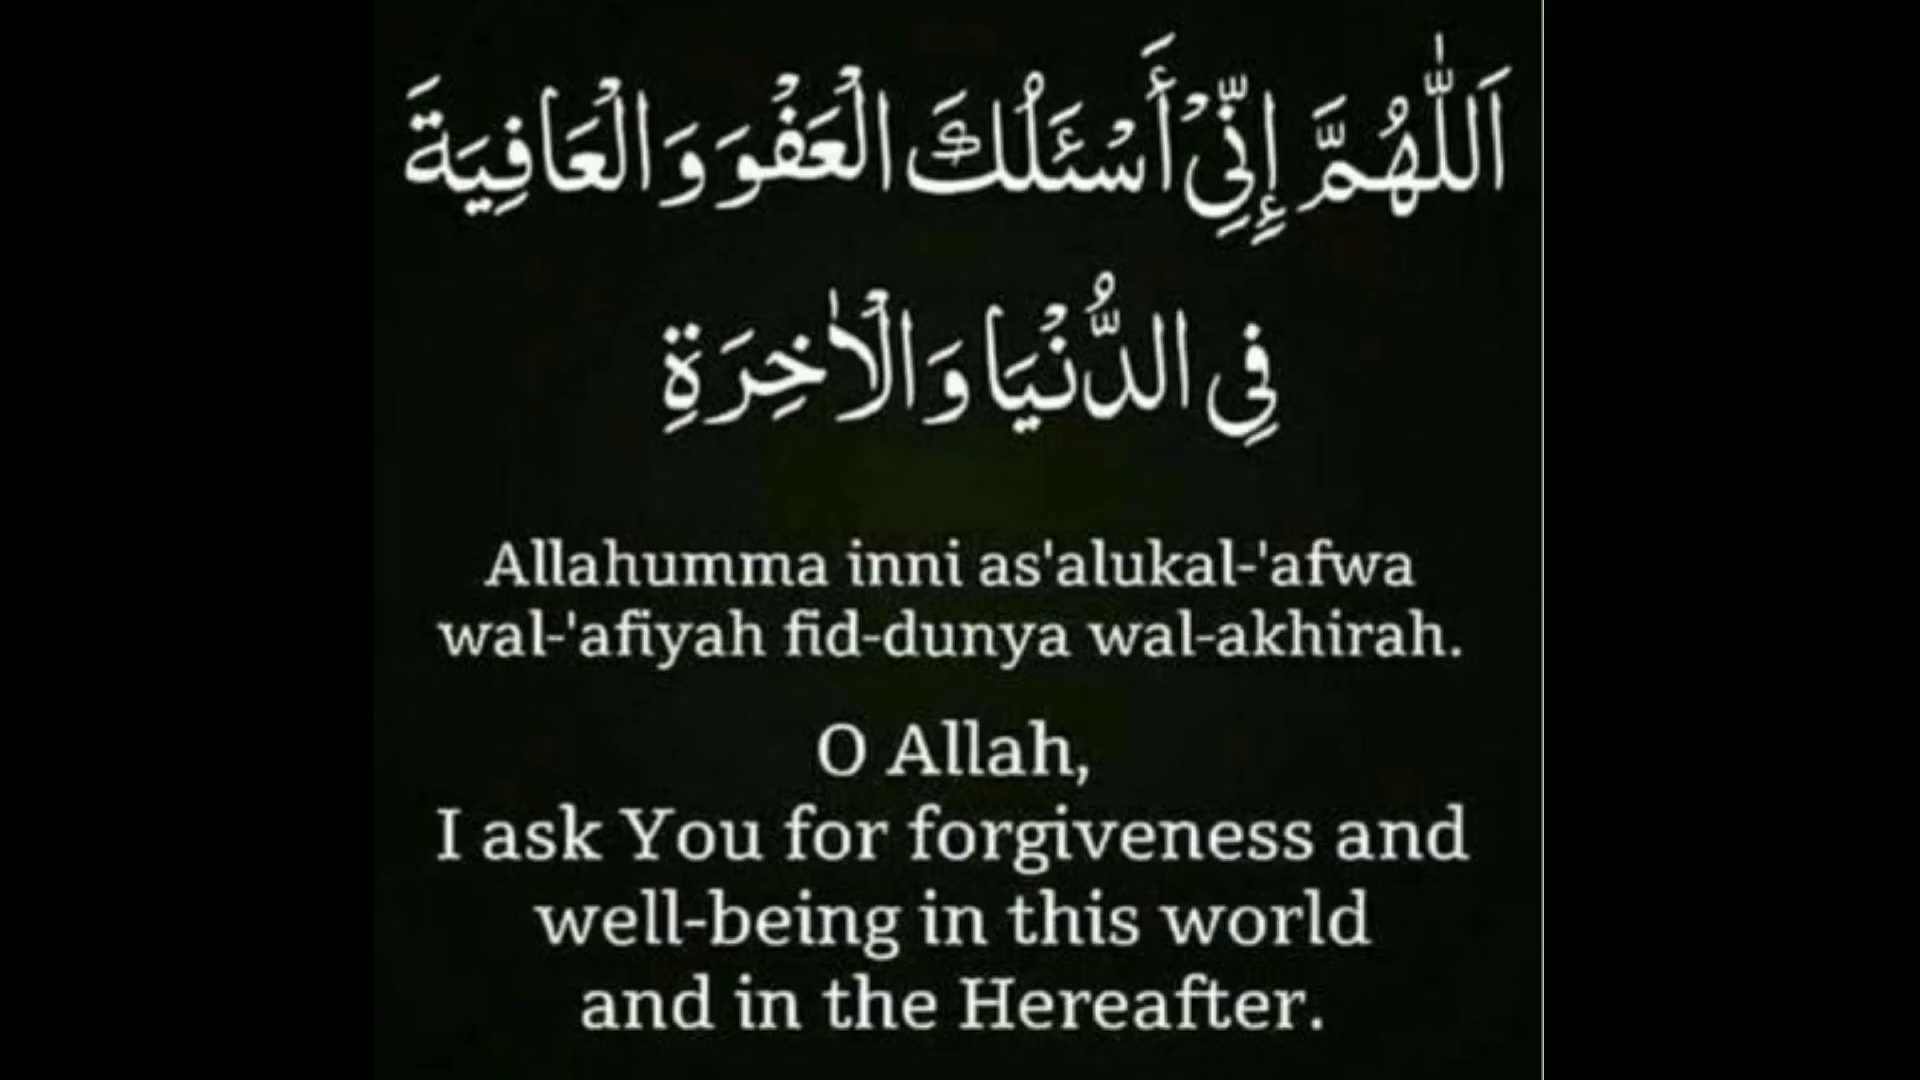 اَللّٰهُمَّ إِنِّيْ أَسْئَلُكَ الْعَفْوَ وَالْعَافِيَةَ
فِي الدُّنْيَا وَالْاٰخِرَةِ
Allahumma inni as'alukal-'afwa
wal-'afiyah fid-dunya wal-akhirah.
O Allah,
I ask You for forgiveness and
well-being in this world
and in the Hereafter.